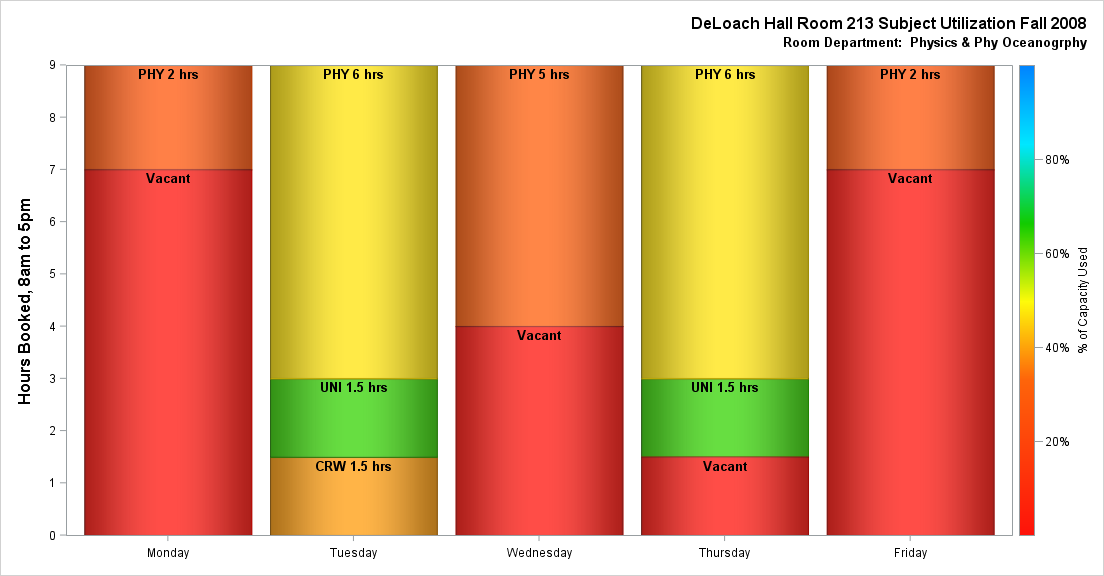 DeLoach Hall Room 213 Subject Utilization Fall 2008
Room Department:  Physics & Phy Oceanogrphy
Hours Booked, 8am to 5pm
9
8
7
6
5
4
3
2
1
0
PHY 2 hrs
Vacant
PHY 6 hrs
UNI 1.5 hrs
CRW 1.5 hrs
PHY 5 hrs
Vacant
PHY 6 hrs
UNI 1.5 hrs
Vacant
PHY 2 hrs
Vacant
Monday
Tuesday
Wednesday
Thursday
Friday
80%
60%
40%
20%
% of Capacity Used